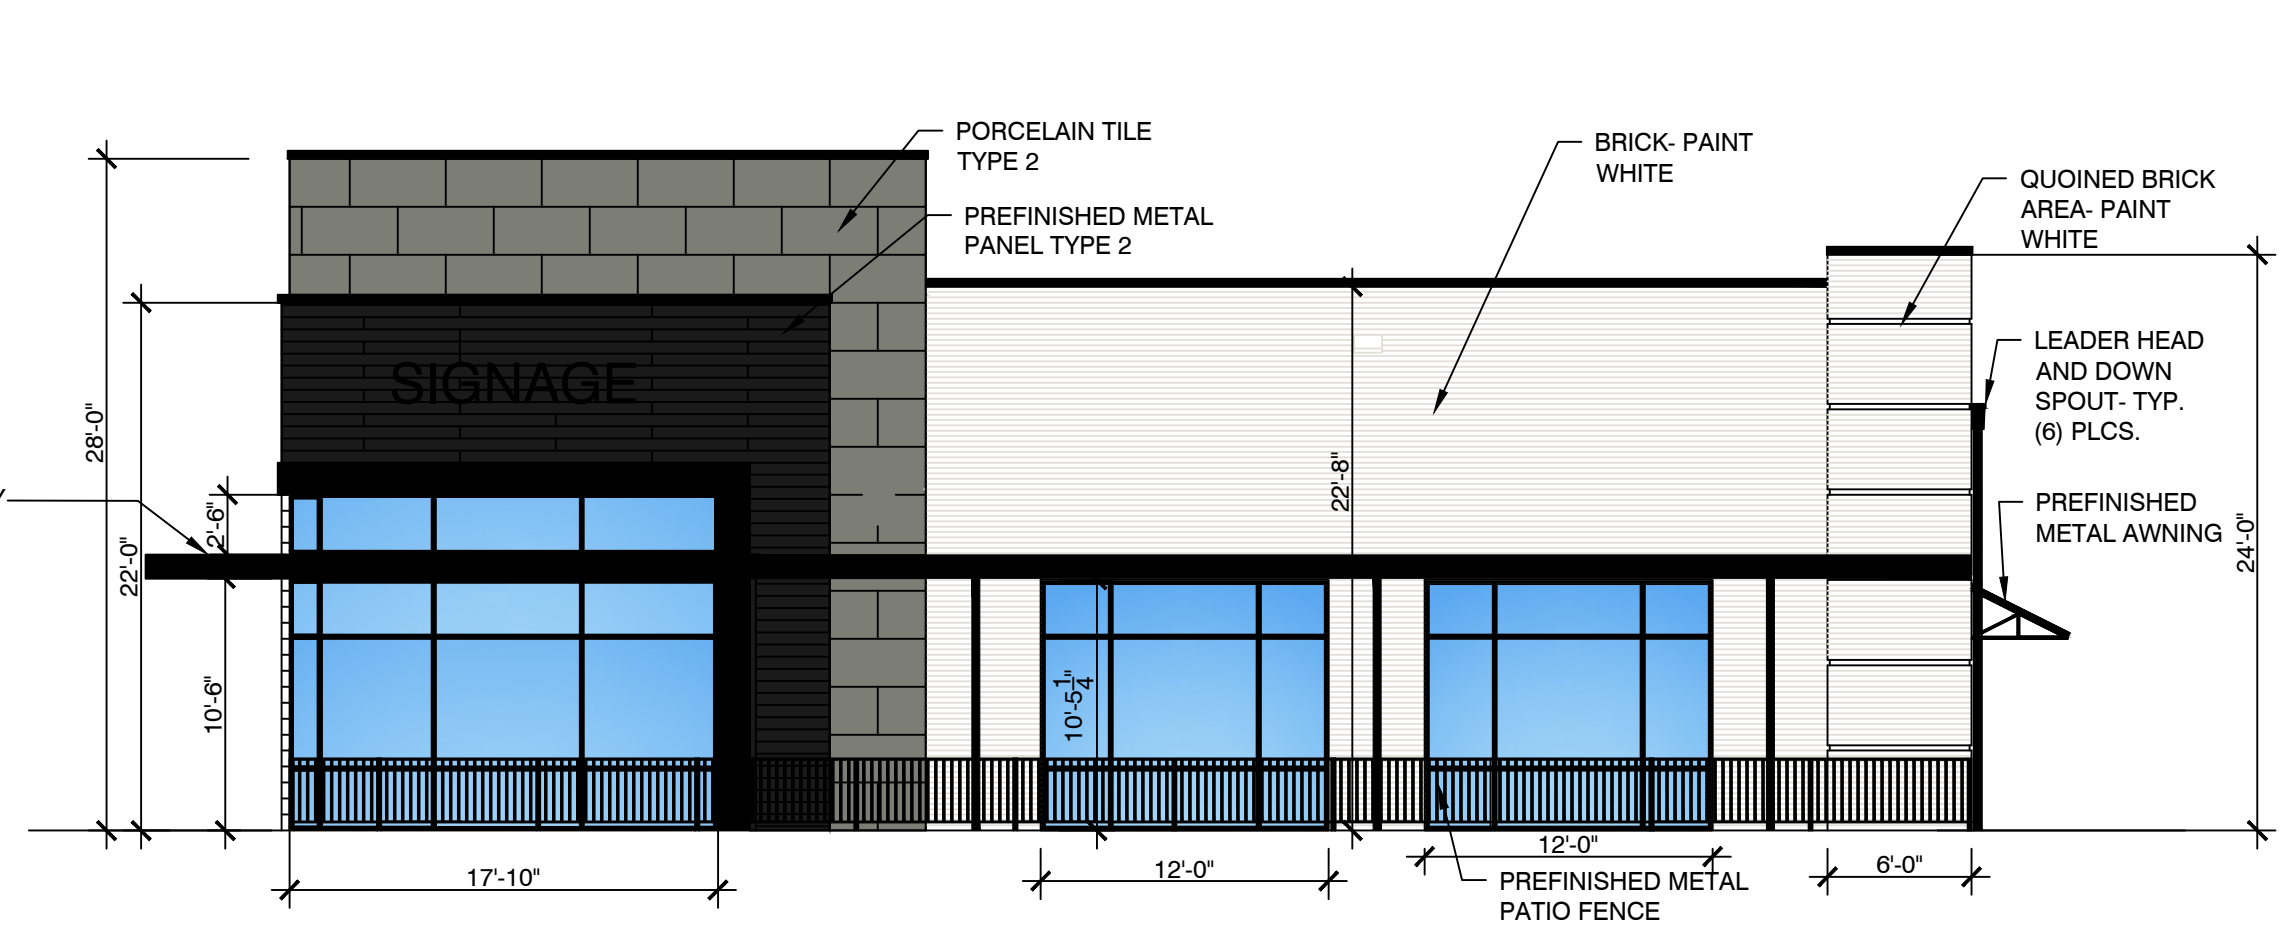 PORCELAIN TILE
TYPE 2
PREFINISHED METAL
PANEL TYPE 2
BRICK- PAINT
WHITE
QUOINED BRICK
AREA- PAINT
WHITE
LEADER HEAD
AND DOWN
SPOUT- TYP.
(6) PLCS.
PREFINISHED
METAL AWNING
SIGNAGE
28'-0"
22'-0"
2'-6"
10'-6"
22'-8"
24'-0"
10'-5 1/4"
17'-10"
12'-0"
12'-0"
6'-0"
PREFINISHED METAL
PATIO FENCE